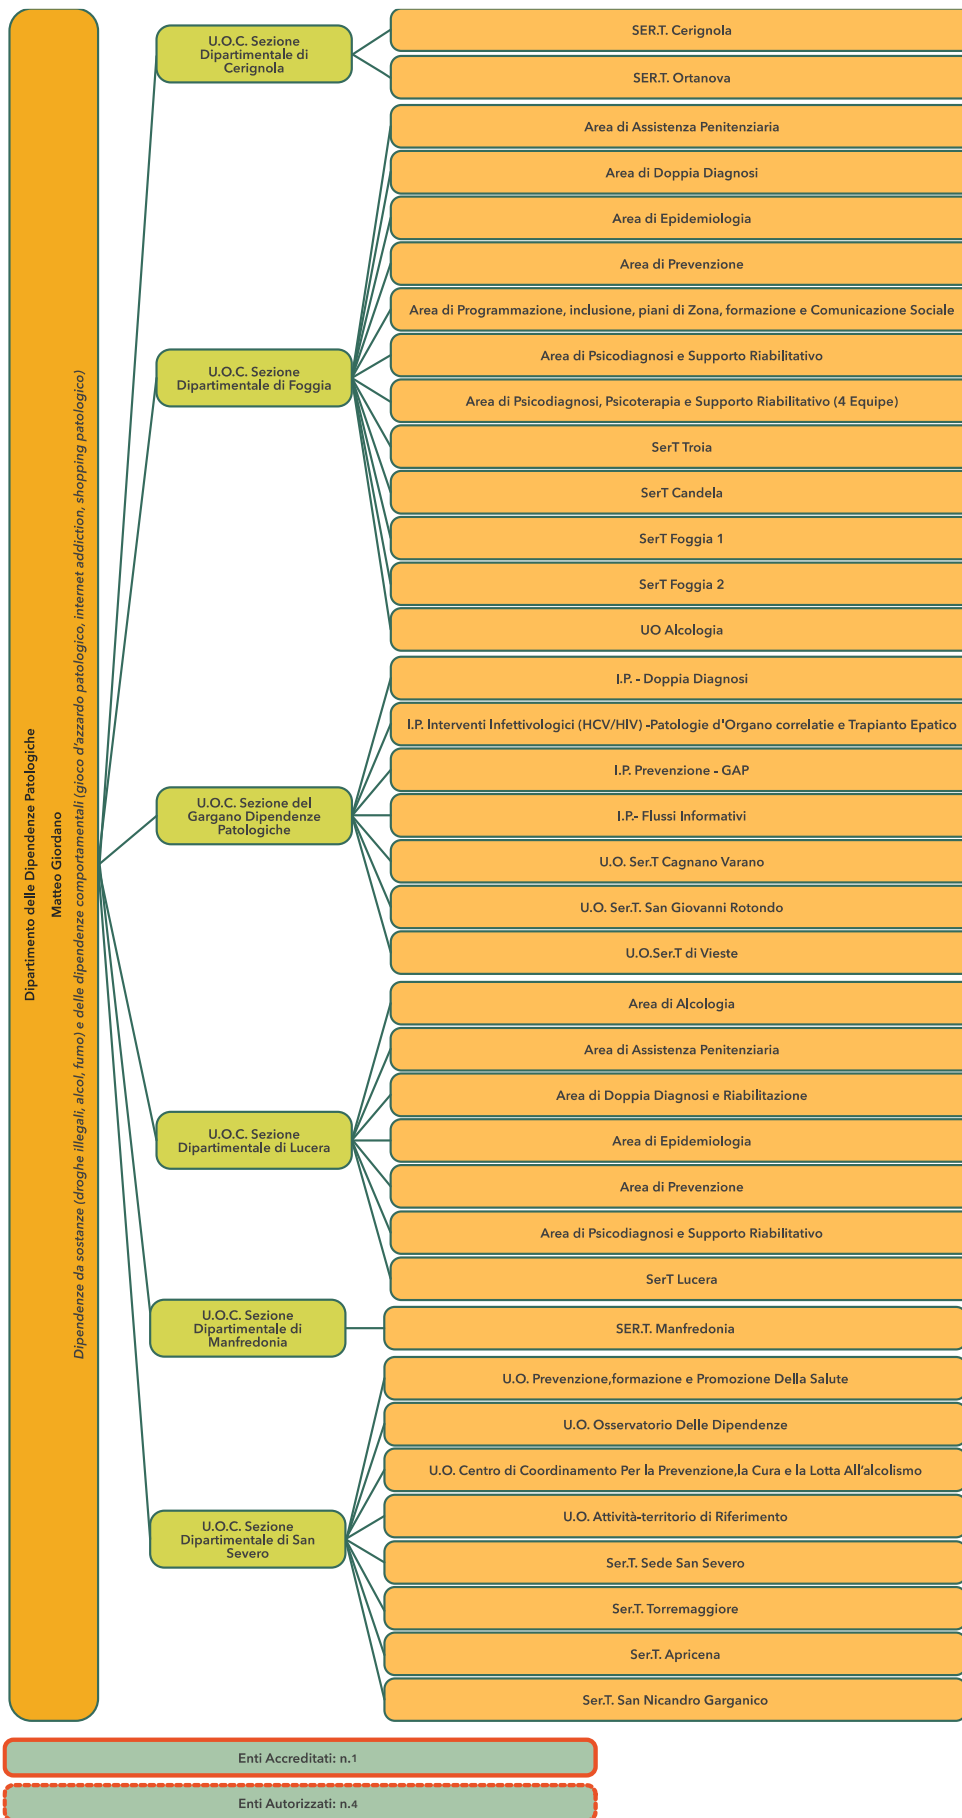 Dipartimento delle Dipendenze Patologiche
Matteo Giordano
Dipendenze da sostanze (droghe illegali, alcol, fumo) e delle dipendenze comportamentali (gioco d'azzardo patologico, internet addiction, shopping patologico)
U.O.C. Sezione
Dipartimentale di
Cerignola
SER.T. Cerignola
SER.T. Ortanova
U.O.C. Sezione
Dipartimentale di Foggia
Area di Assistenza Penitenziaria
Area di Doppia Diagnosi
Area di Epidemiologia
Area di Prevenzione
Area di Programmazione, inclusione, piani di Zona, formazione e Comunicazione Sociale
Area di Psicodiagnosi e Supporto Riabilitativo
Area di Psicodiagnosi, Psicoterapia e Supporto Riabilitativo (4 Equipe)
SerT Troia
SerT Candela
SerT Foggia 1
SerT Foggia 2
UO Alcologia
U.O.C. Sezione del
Gargano Dipendenze
Patologiche
I.P. - Doppia Diagnosi
I.P. Interventi Infettivologici (HCV/HIV) -Patologie d'Organo correlatie e Trapianto Epatico
I.P. Prevenzione - GAP
I.P.- Flussi Informativi
U.O. Ser.T Cagnano Varano
U.O. Ser.T. San Giovanni Rotondo
U.O.Ser.T di Vieste
U.O.C. Sezione
Dipartimentale di Lucera
Area di Alcologia
Area di Assistenza Penitenziaria
Area di Doppia Diagnosi e Riabilitazione
Area di Epidemiologia
Area di Prevenzione
Area di Psicodiagnosi e Supporto Riabilitativo
SerT Lucera
U.O.C. Sezione
Dipartimentale di
Manfredonia
SER.T. Manfredonia
U.O.C. Sezione
Dipartimentale di San
Severo
U.O. Prevenzione,formazione e Promozione Della Salute
U.O. Osservatorio Delle Dipendenze
U.O. Centro di Coordinamento Per la Prevenzione,la Cura e la Lotta All'alcolismo
U.O. Attività-territorio di Riferimento
Ser.T. Sede San Severo
Ser.T. Torremaggiore
Ser.T. Apricena
Ser.T. San Nicandro Garganico
Enti Accreditati: n.1
Enti Autorizzati: n.4